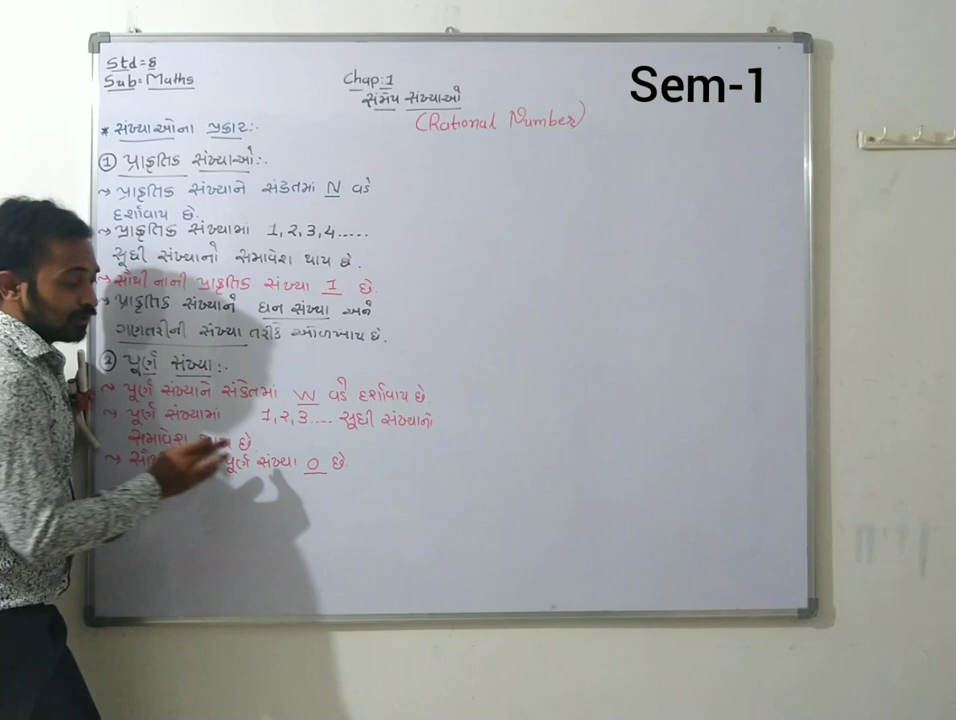 Std = 8
Sub = Maths
Sem-1
Chap:1
સંમેય સંખ્યાઓ
(Rational Number)
* સંખ્યાઓના પ્રકાર:-
① પ્રાકૃતિક સંખ્યાઓ:-
→ પ્રાકૃતિક સંખ્યાને સંકેતમાં N વડે
દર્શાવાય છે.
→ પ્રાકૃતિક સંખ્યામાં 1,2,3,4.....
સુધી સંખ્યાનો સમાવેશ થાય છે.
→ સૌથી નાની પ્રાકૃતિક સંખ્યા 1 છે
→ પ્રાકૃતિક સંખ્યાને ઘન સંખ્યા અને
ગણતરીની સંખ્યા તરીકે ઓળખાય છે.
② પૂર્ણ સંખ્યા:-
→ પૂર્ણ સંખ્યાને સંકેતમાં W વડે દર્શાવાય છે.
→ પૂર્ણ સંખ્યામાં 1,2,3.... સુધી સંખ્યાનો
સમાવેશ થાય છે.
→ પૂર્ણ સંખ્યા 0 છે.